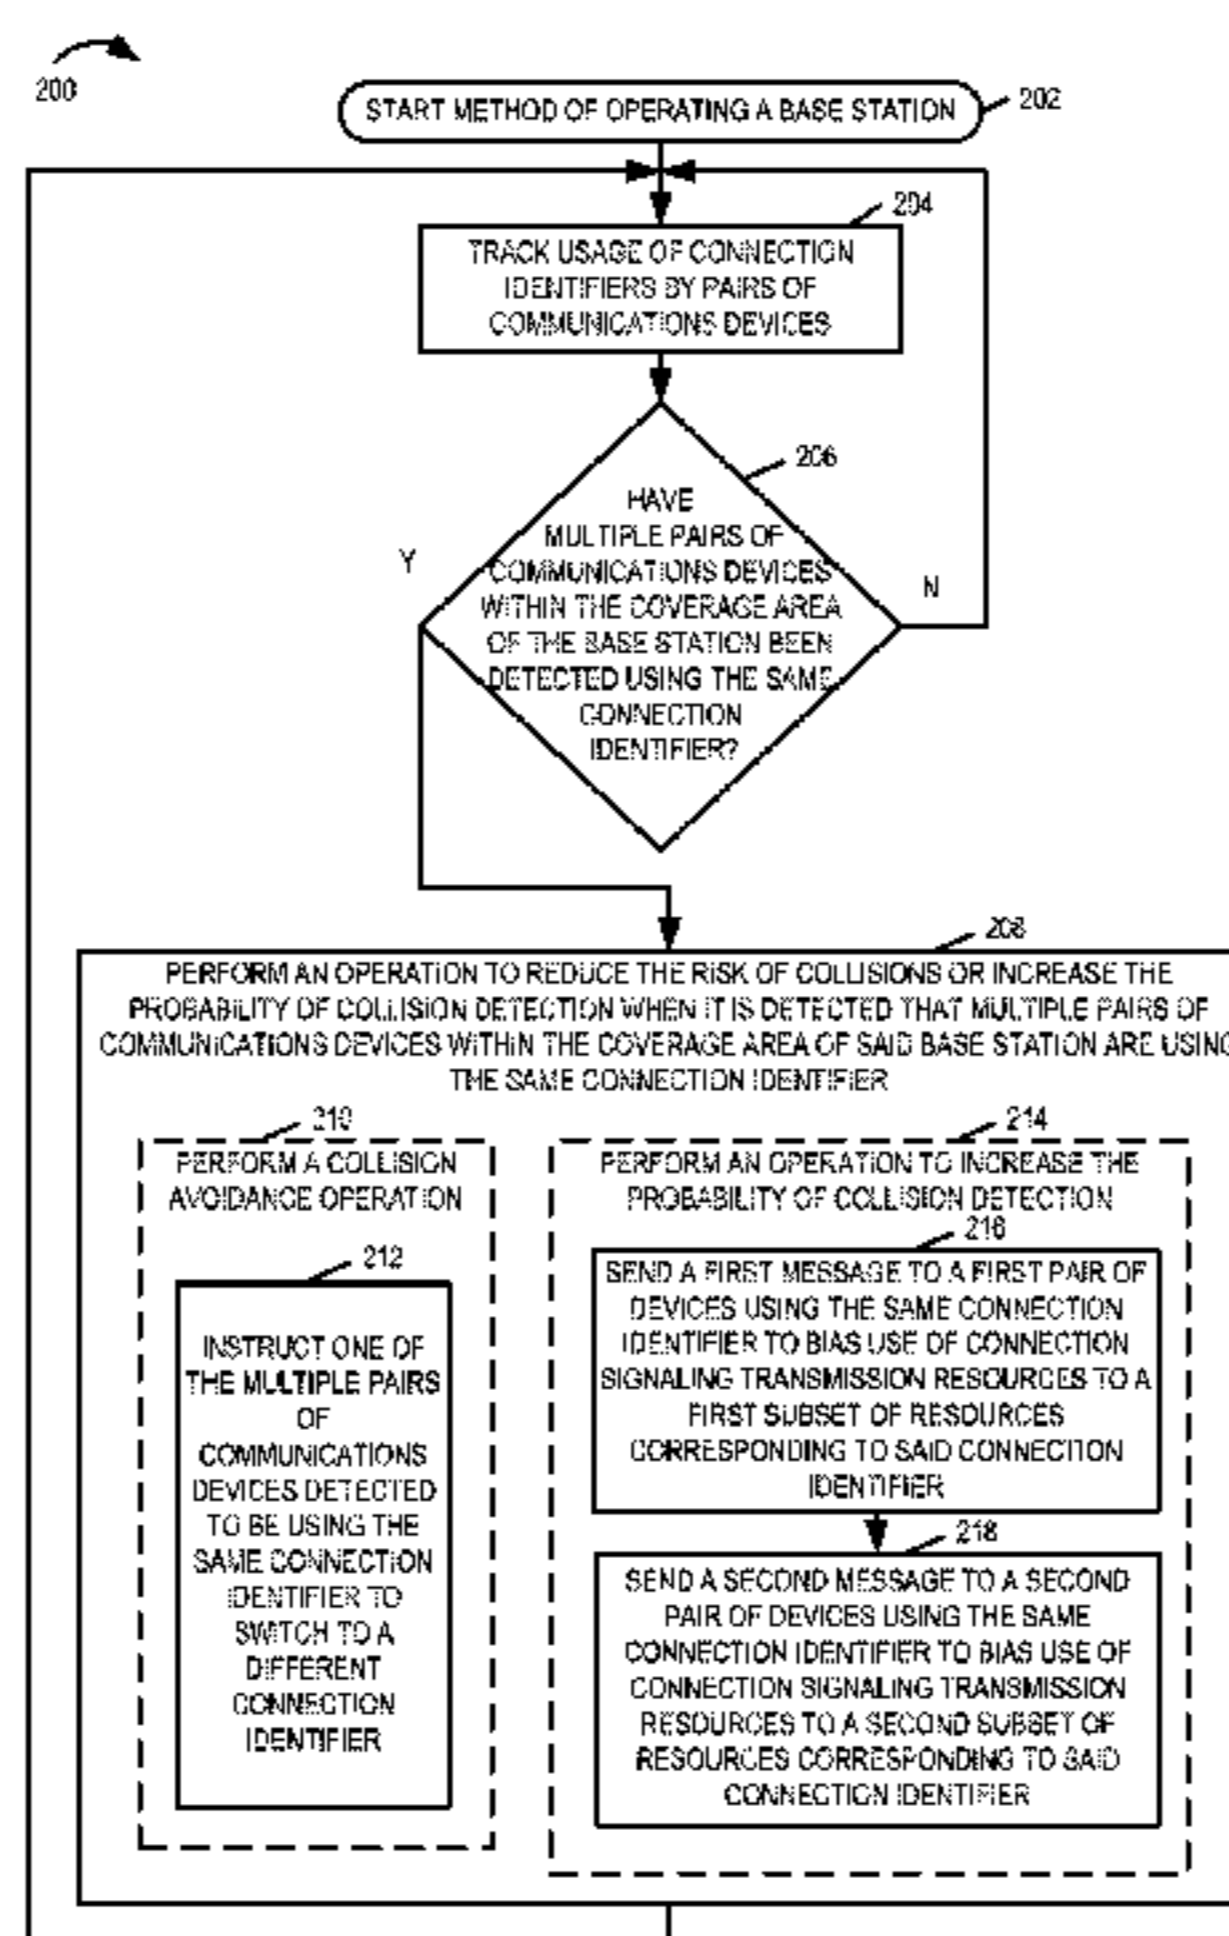 200
START METHOD OF OPERATING A BASE STATION
202
204
TRACK USAGE OF CONNECTION
IDENTIFIERS BY PAIRS OF
COMMUNICATIONS DEVICES
206
HAVE
MULTIPLE PAIRS OF
COMMUNICATIONS DEVICES
WITHIN THE COVERAGE AREA
OF THE BASE STATION BEEN
DETECTED USING THE SAME
CONNECTION
IDENTIFIER?
Y
N
208
PERFORM AN OPERATION TO REDUCE THE RISK OF COLLISIONS OR INCREASE THE
PROBABILITY OF COLLISION DETECTION WHEN IT IS DETECTED THAT MULTIPLE PAIRS OF
COMMUNICATIONS DEVICES WITHIN THE COVERAGE AREA OF SAID BASE STATION ARE USING
THE SAME CONNECTION IDENTIFIER
210
PERFORM A COLLISION
AVOIDANCE OPERATION
212
INSTRUCT ONE OF
THE MULTIPLE PAIRS
OF
COMMUNICATIONS
DEVICES DETECTED
TO BE USING THE
SAME CONNECTION
IDENTIFIER TO
SWITCH TO A
DIFFERENT
CONNECTION
IDENTIFIER
214
PERFORM AN OPERATION TO INCREASE THE
PROBABILITY OF COLLISION DETECTION
216
SEND A FIRST MESSAGE TO A FIRST PAIR OF
DEVICES USING THE SAME CONNECTION
IDENTIFIER TO BIAS USE OF CONNECTION
SIGNALING TRANSMISSION RESOURCES TO A
FIRST SUBSET OF RESOURCES
CORRESPONDING TO SAID CONNECTION
IDENTIFIER
218
SEND A SECOND MESSAGE TO A SECOND
PAIR OF DEVICES USING THE SAME
CONNECTION IDENTIFIER TO BIAS USE OF
CONNECTION SIGNALING TRANSMISSION
RESOURCES TO A SECOND SUBSET OF
RESOURCES CORRESPONDING TO SAID
CONNECTION IDENTIFIER